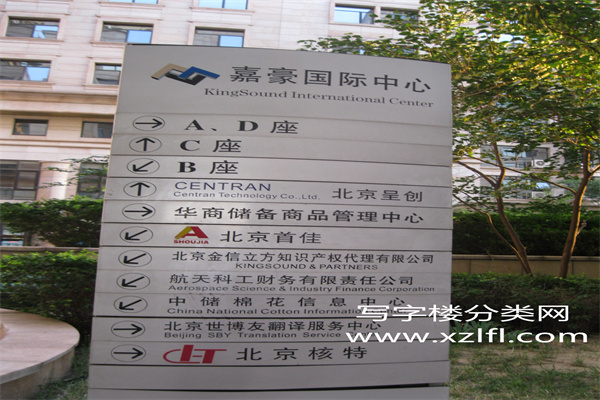 嘉豪国际中心
KingSound International Center
A、D座
C座
B座
CENTRAN
Centran Technology Co.,Ltd.
北京呈创
华商储备商品管理中心
SHOUJIA
北京首佳
北京金信立方知识产权代理有限公司
KINGSOUND & PARTNERS
航天科工财务有限责任公司
Aerospace Science & Industry Finance Corporation
中储棉花信息中心
China National Cotton Information
北京世博友翻译服务中心
Beijing SBY Translation Service
北京核特
写字楼分类网
www.xzlfl.com